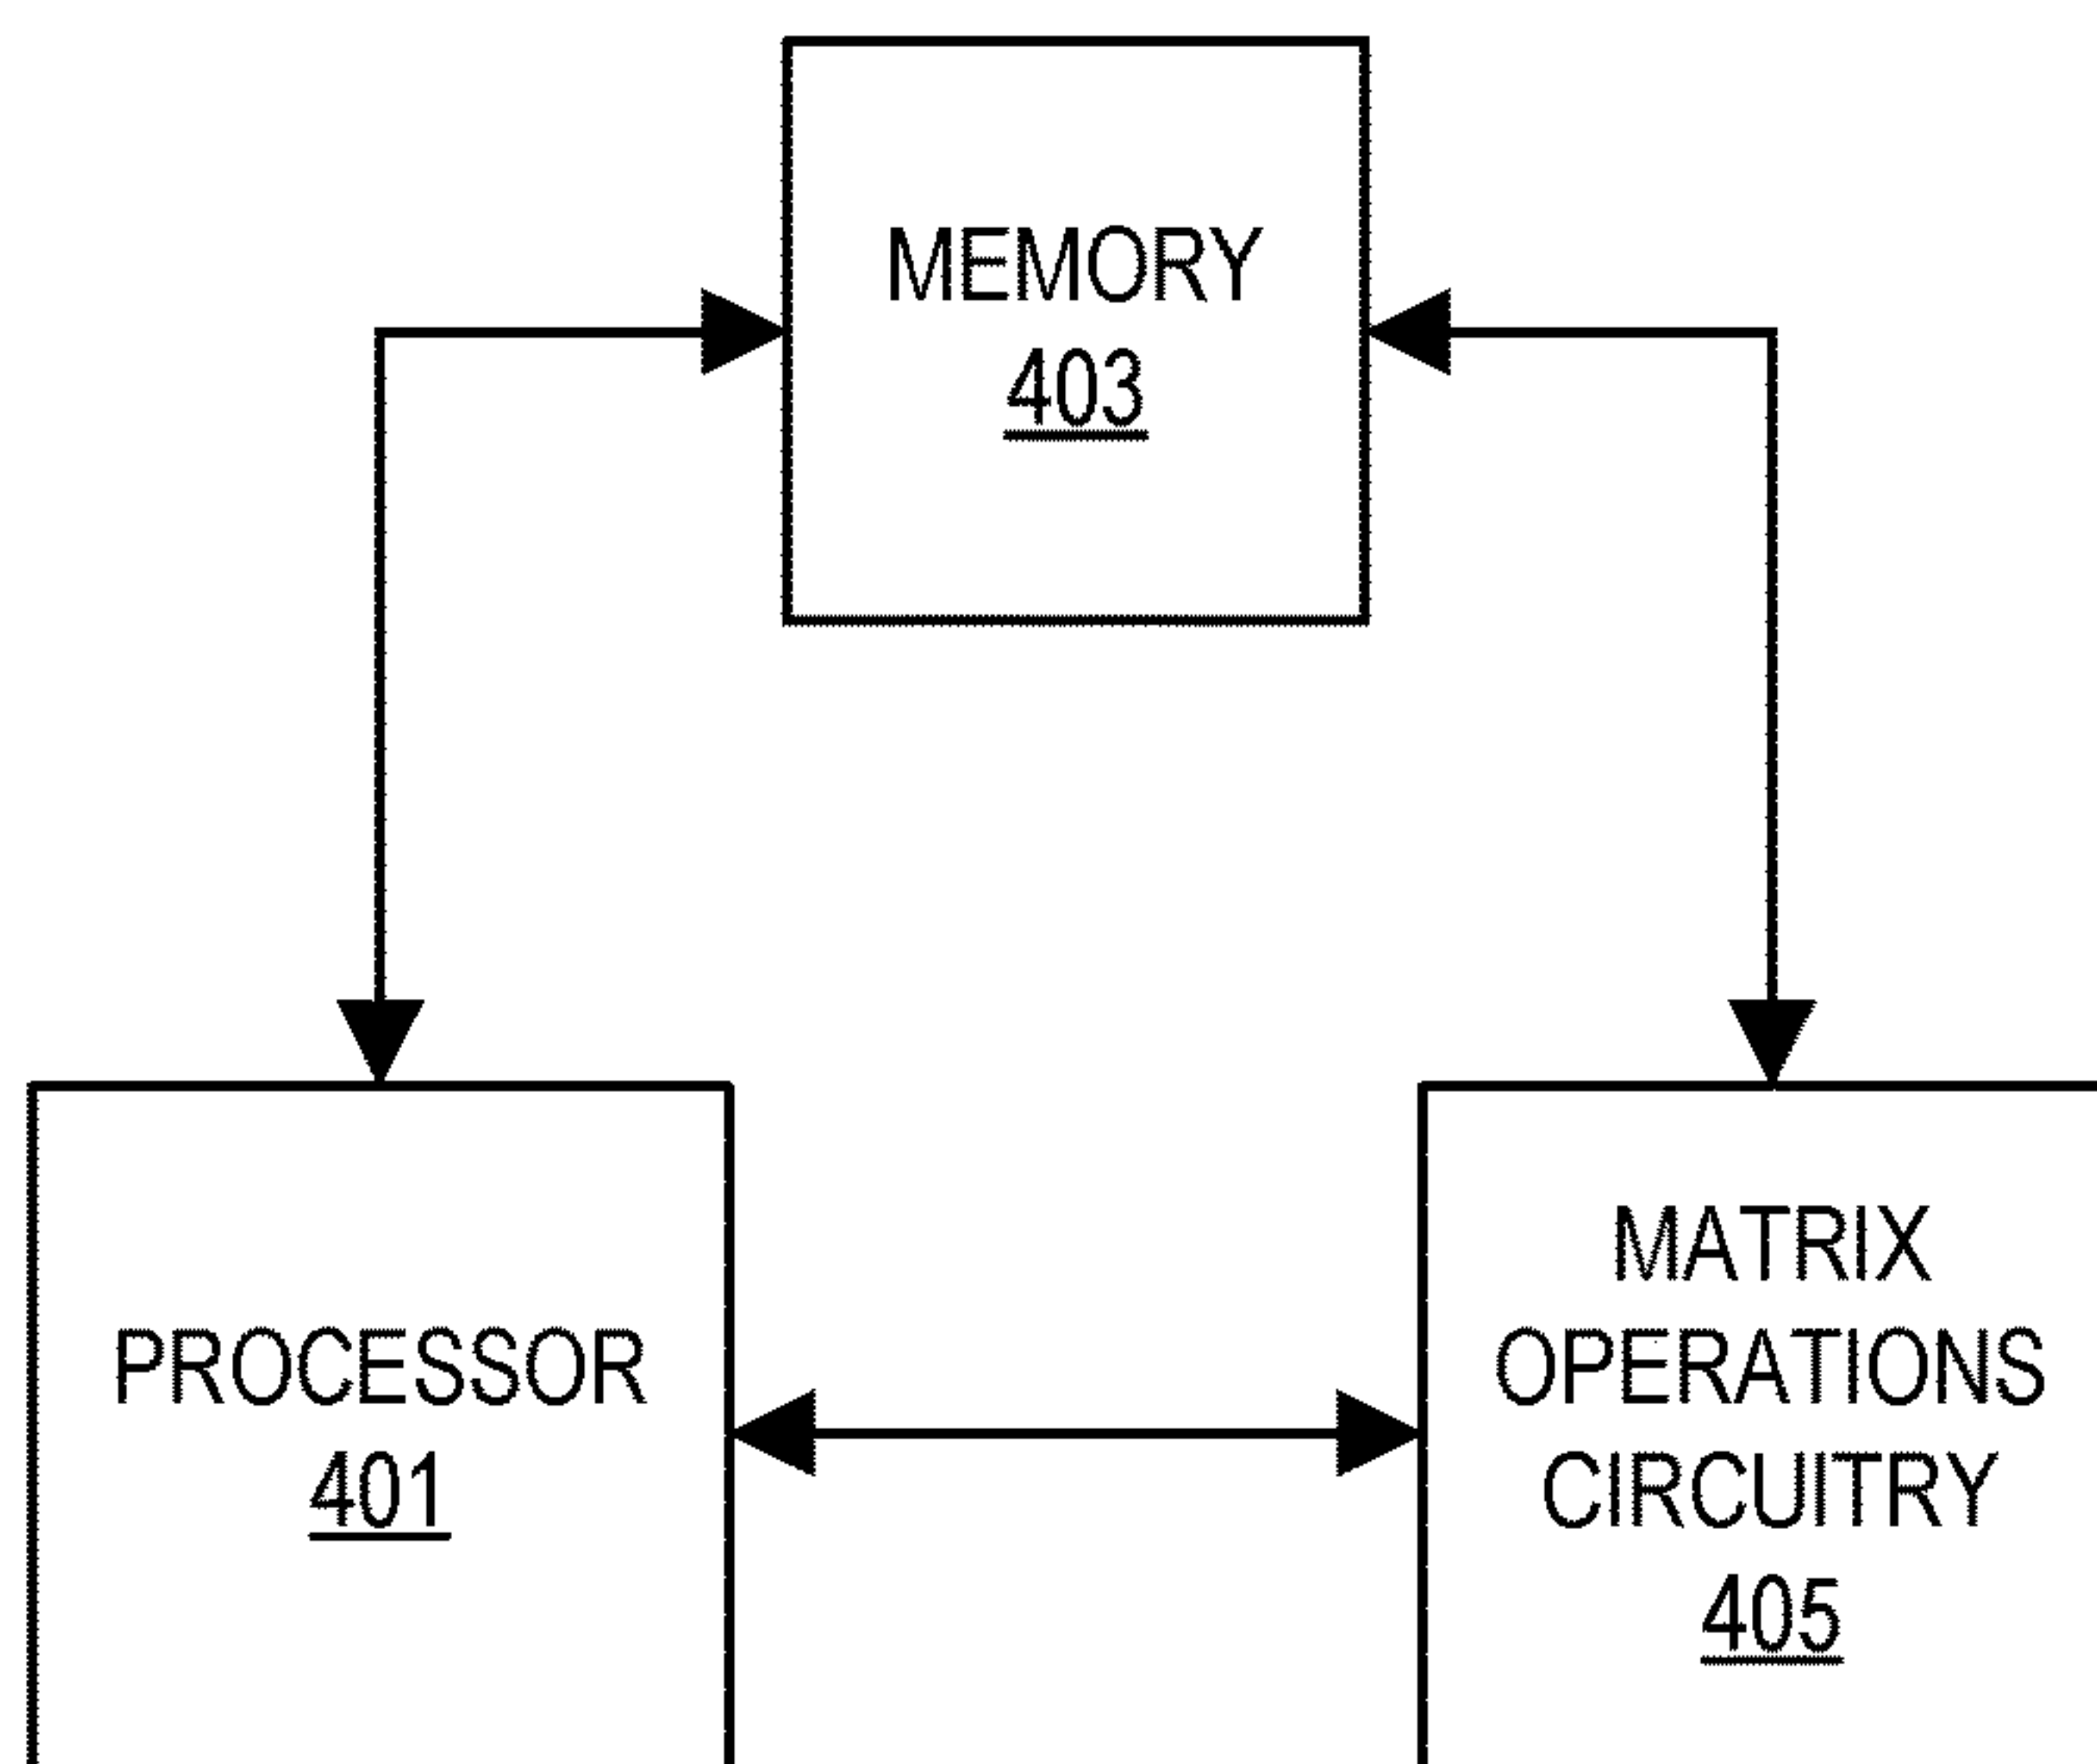 MEMORY
403
PROCESSOR
401
MATRIX
OPERATIONS
CIRCUITRY
405